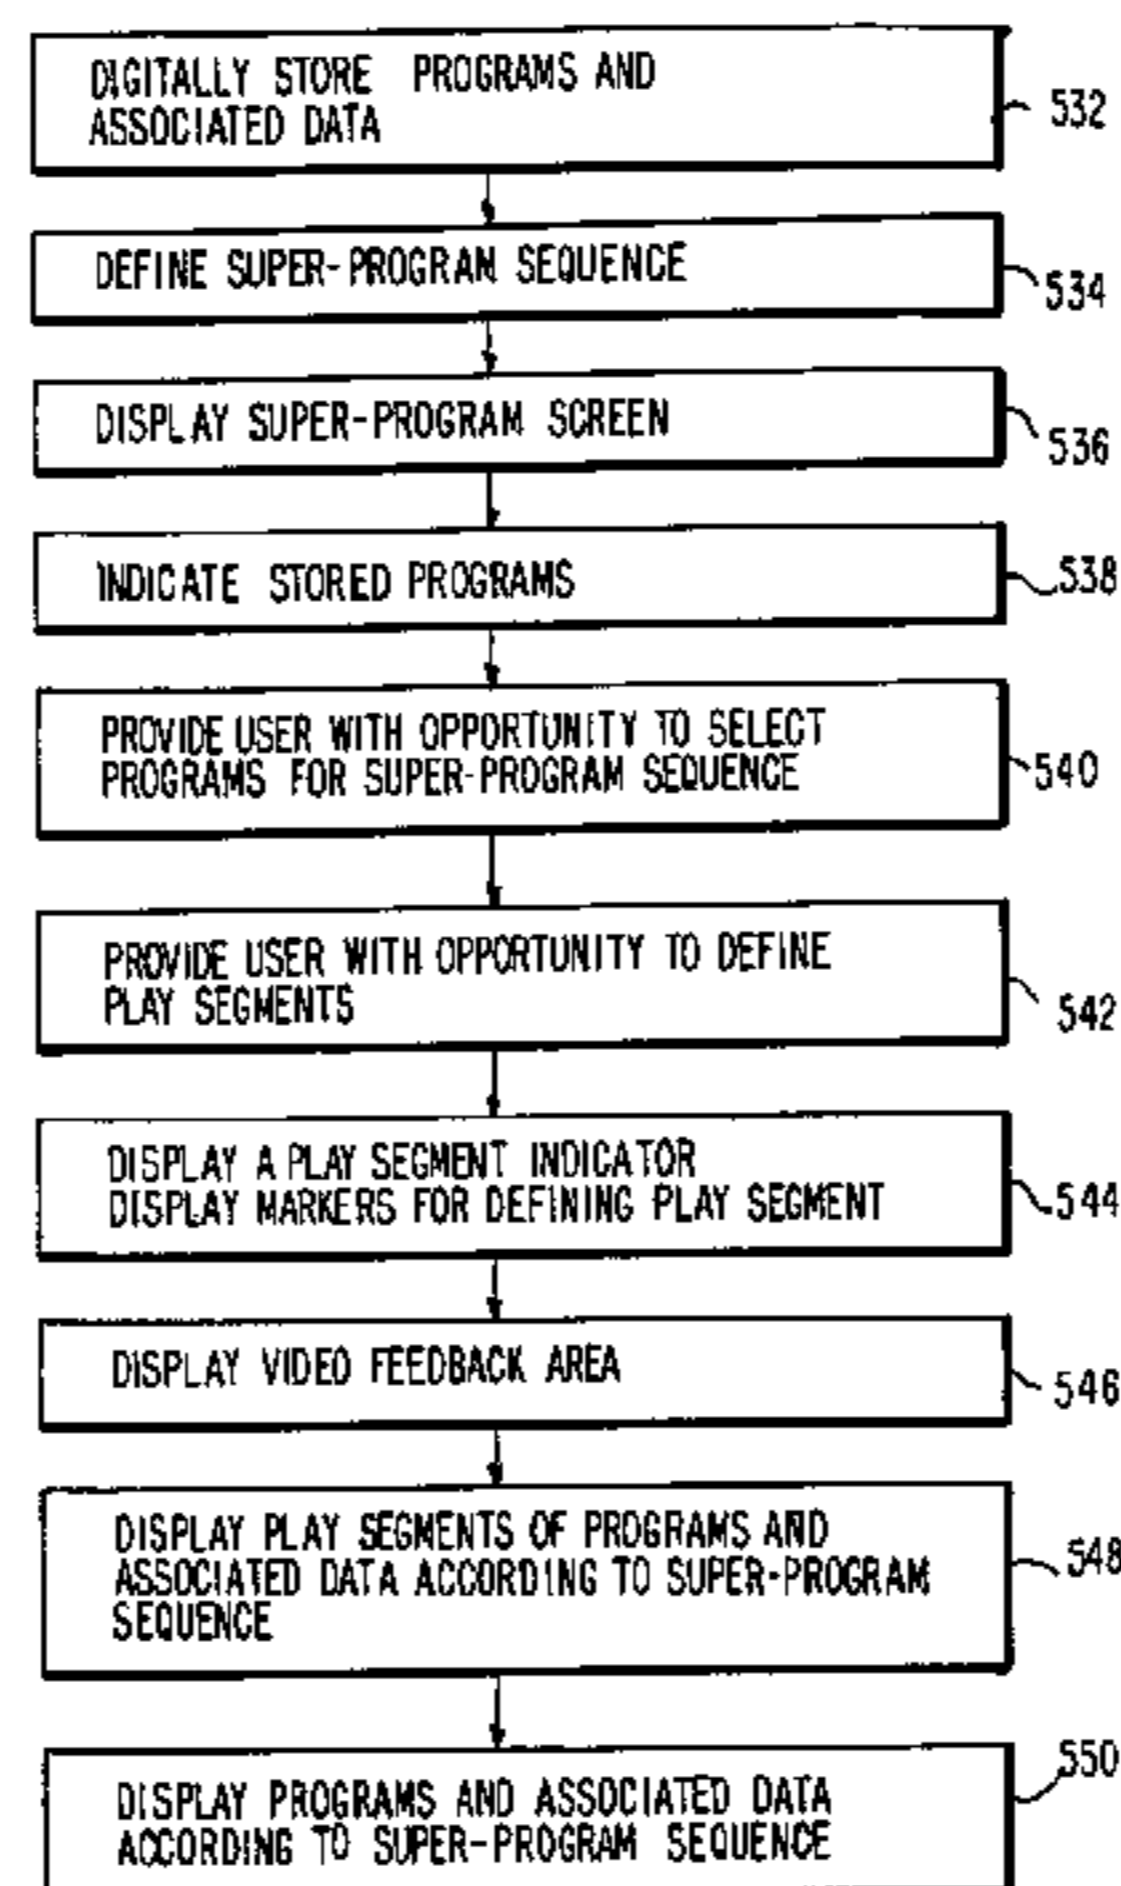 DIGITALLY STORE PROGRAMS AND
ASSOCIATED DATA
532
DEFINE SUPER-PROGRAM SEQUENCE
534
DISPLAY SUPER-PROGRAM SCREEN
536
INDICATE STORED PROGRAMS
538
PROVIDE USER WITH OPPORTUNITY TO SELECT
PROGRAMS FOR SUPER-PROGRAM SEQUENCE
540
PROVIDE USER WITH OPPORTUNITY TO DEFINE
PLAY SEGMENTS
542
DISPLAY A PLAY SEGMENT INDICATOR
DISPLAY MARKERS FOR DEFINING PLAY SEGMENT
544
DISPLAY VIDEO FEEDBACK AREA
546
DISPLAY PLAY SEGMENTS OF PROGRAMS AND
ASSOCIATED DATA ACCORDING TO SUPER-PROGRAM
SEQUENCE
548
DISPLAY PROGRAMS AND ASSOCIATED DATA
ACCORDING TO SUPER-PROGRAM SEQUENCE
550